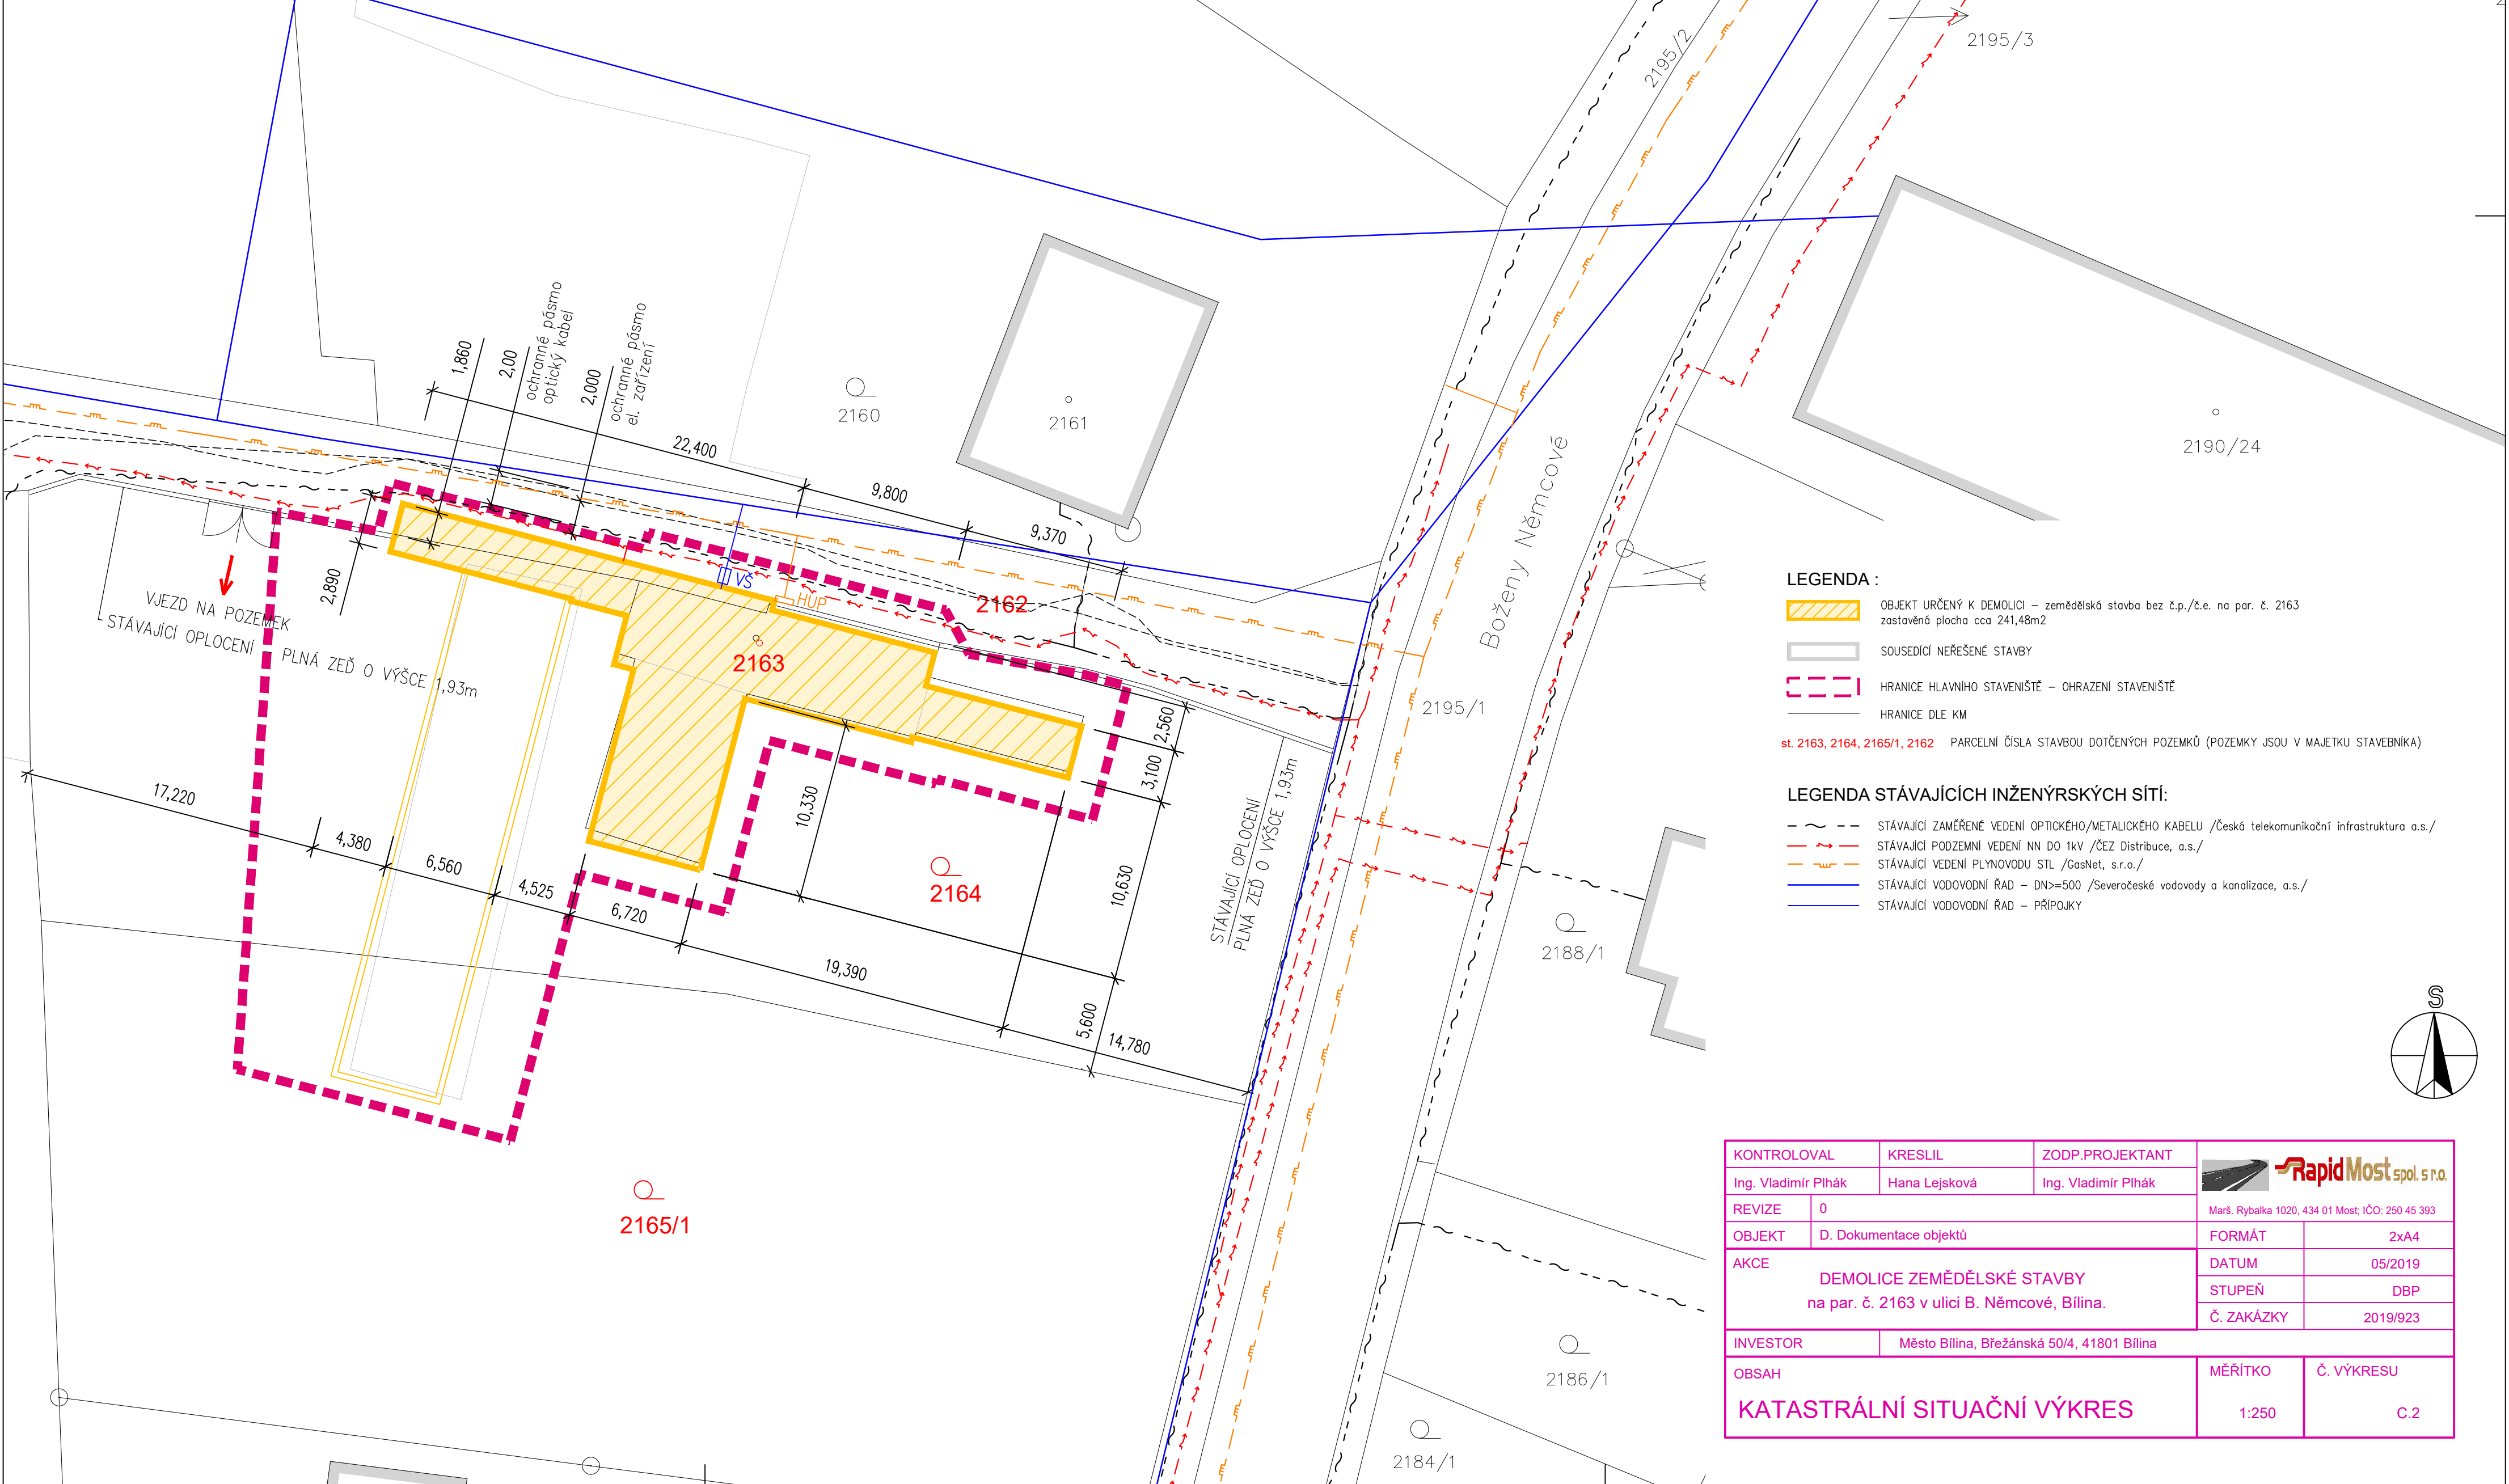 2195/3
2195/2
1,860
2,00
ochranné pásmo
optický kabel
2,000
ochranné pásmo
el. zařízení
22,400
9,800
9,370
2160
2161
2190/24
Boženy Němcové
2,890
VJEZD NA POZEMEK
STÁVAJÍCÍ OPLOCENÍ - PLNÁ ZEĎ O VÝŠCE 1,93m
VŠ
HUP
2162
2163
2195/1
2,560
3,100
10,330
10,630
5,600
17,220
4,380
6,560
4,525
6,720
19,390
14,780
2164
STÁVAJÍCÍ OPLOCENÍ
PLNÁ ZEĎ O VÝŠCE 1,93m
2188/1
2165/1
2186/1
2184/1
LEGENDA :
OBJEKT URČENÝ K DEMOLICI – zemědělská stavba bez č.p./č.e. na par. č. 2163
zastavěná plocha cca 241,48m2
SOUSEDÍCÍ NEŘEŠENÉ STAVBY
HRANICE HLAVNÍHO STAVENIŠTĚ – OHRAZENÍ STAVENIŠTĚ
HRANICE DLE KM
st. 2163, 2164, 2165/1, 2162 PARCELNÍ ČÍSLA STAVBOU DOTČENÝCH POZEMKŮ (POZEMKY JSOU V MAJETKU STAVEBNÍKA)
LEGENDA STÁVAJÍCÍCH INŽENÝRSKÝCH SÍTÍ:
STÁVAJÍCÍ ZAMĚŘENÉ VEDENÍ OPTICKÉHO/METALICKÉHO KABELU /Česká telekomunikační infrastruktura a.s./
STÁVAJÍCÍ PODZEMNÍ VEDENÍ NN DO 1kV /ČEZ Distribuce, a.s./
STÁVAJÍCÍ VEDENÍ PLYNOVODU STL /GasNet, s.r.o./
STÁVAJÍCÍ VODOVODNÍ ŘAD – DN>=500 /Severočeské vodovody a kanalizace, a.s./
STÁVAJÍCÍ VODOVODNÍ ŘAD – PŘÍPOJKY
S
KONTROLOVAL KRESLIL ZODP.PROJEKTANT
Ing. Vladimír Plhák Hana Lejsková Ing. Vladimír Plhák
RapidMost spol. s r.o.
Marš. Rybalka 1020, 434 01 Most; IČO: 250 45 393
REVIZE 0
OBJEKT D. Dokumentace objektů
FORMÁT 2xA4
AKCE
DEMOLICE ZEMĚDĚLSKÉ STAVBY
na par. č. 2163 v ulici B. Němcové, Bílina.
DATUM 05/2019
STUPEŇ DBP
Č. ZAKÁZKY 2019/923
INVESTOR Město Bílina, Břežánská 50/4, 41801 Bílina
OBSAH
KATASTRÁLNÍ SITUAČNÍ VÝKRES
MĚŘÍTKO
1:250
Č. VÝKRESU
C.2